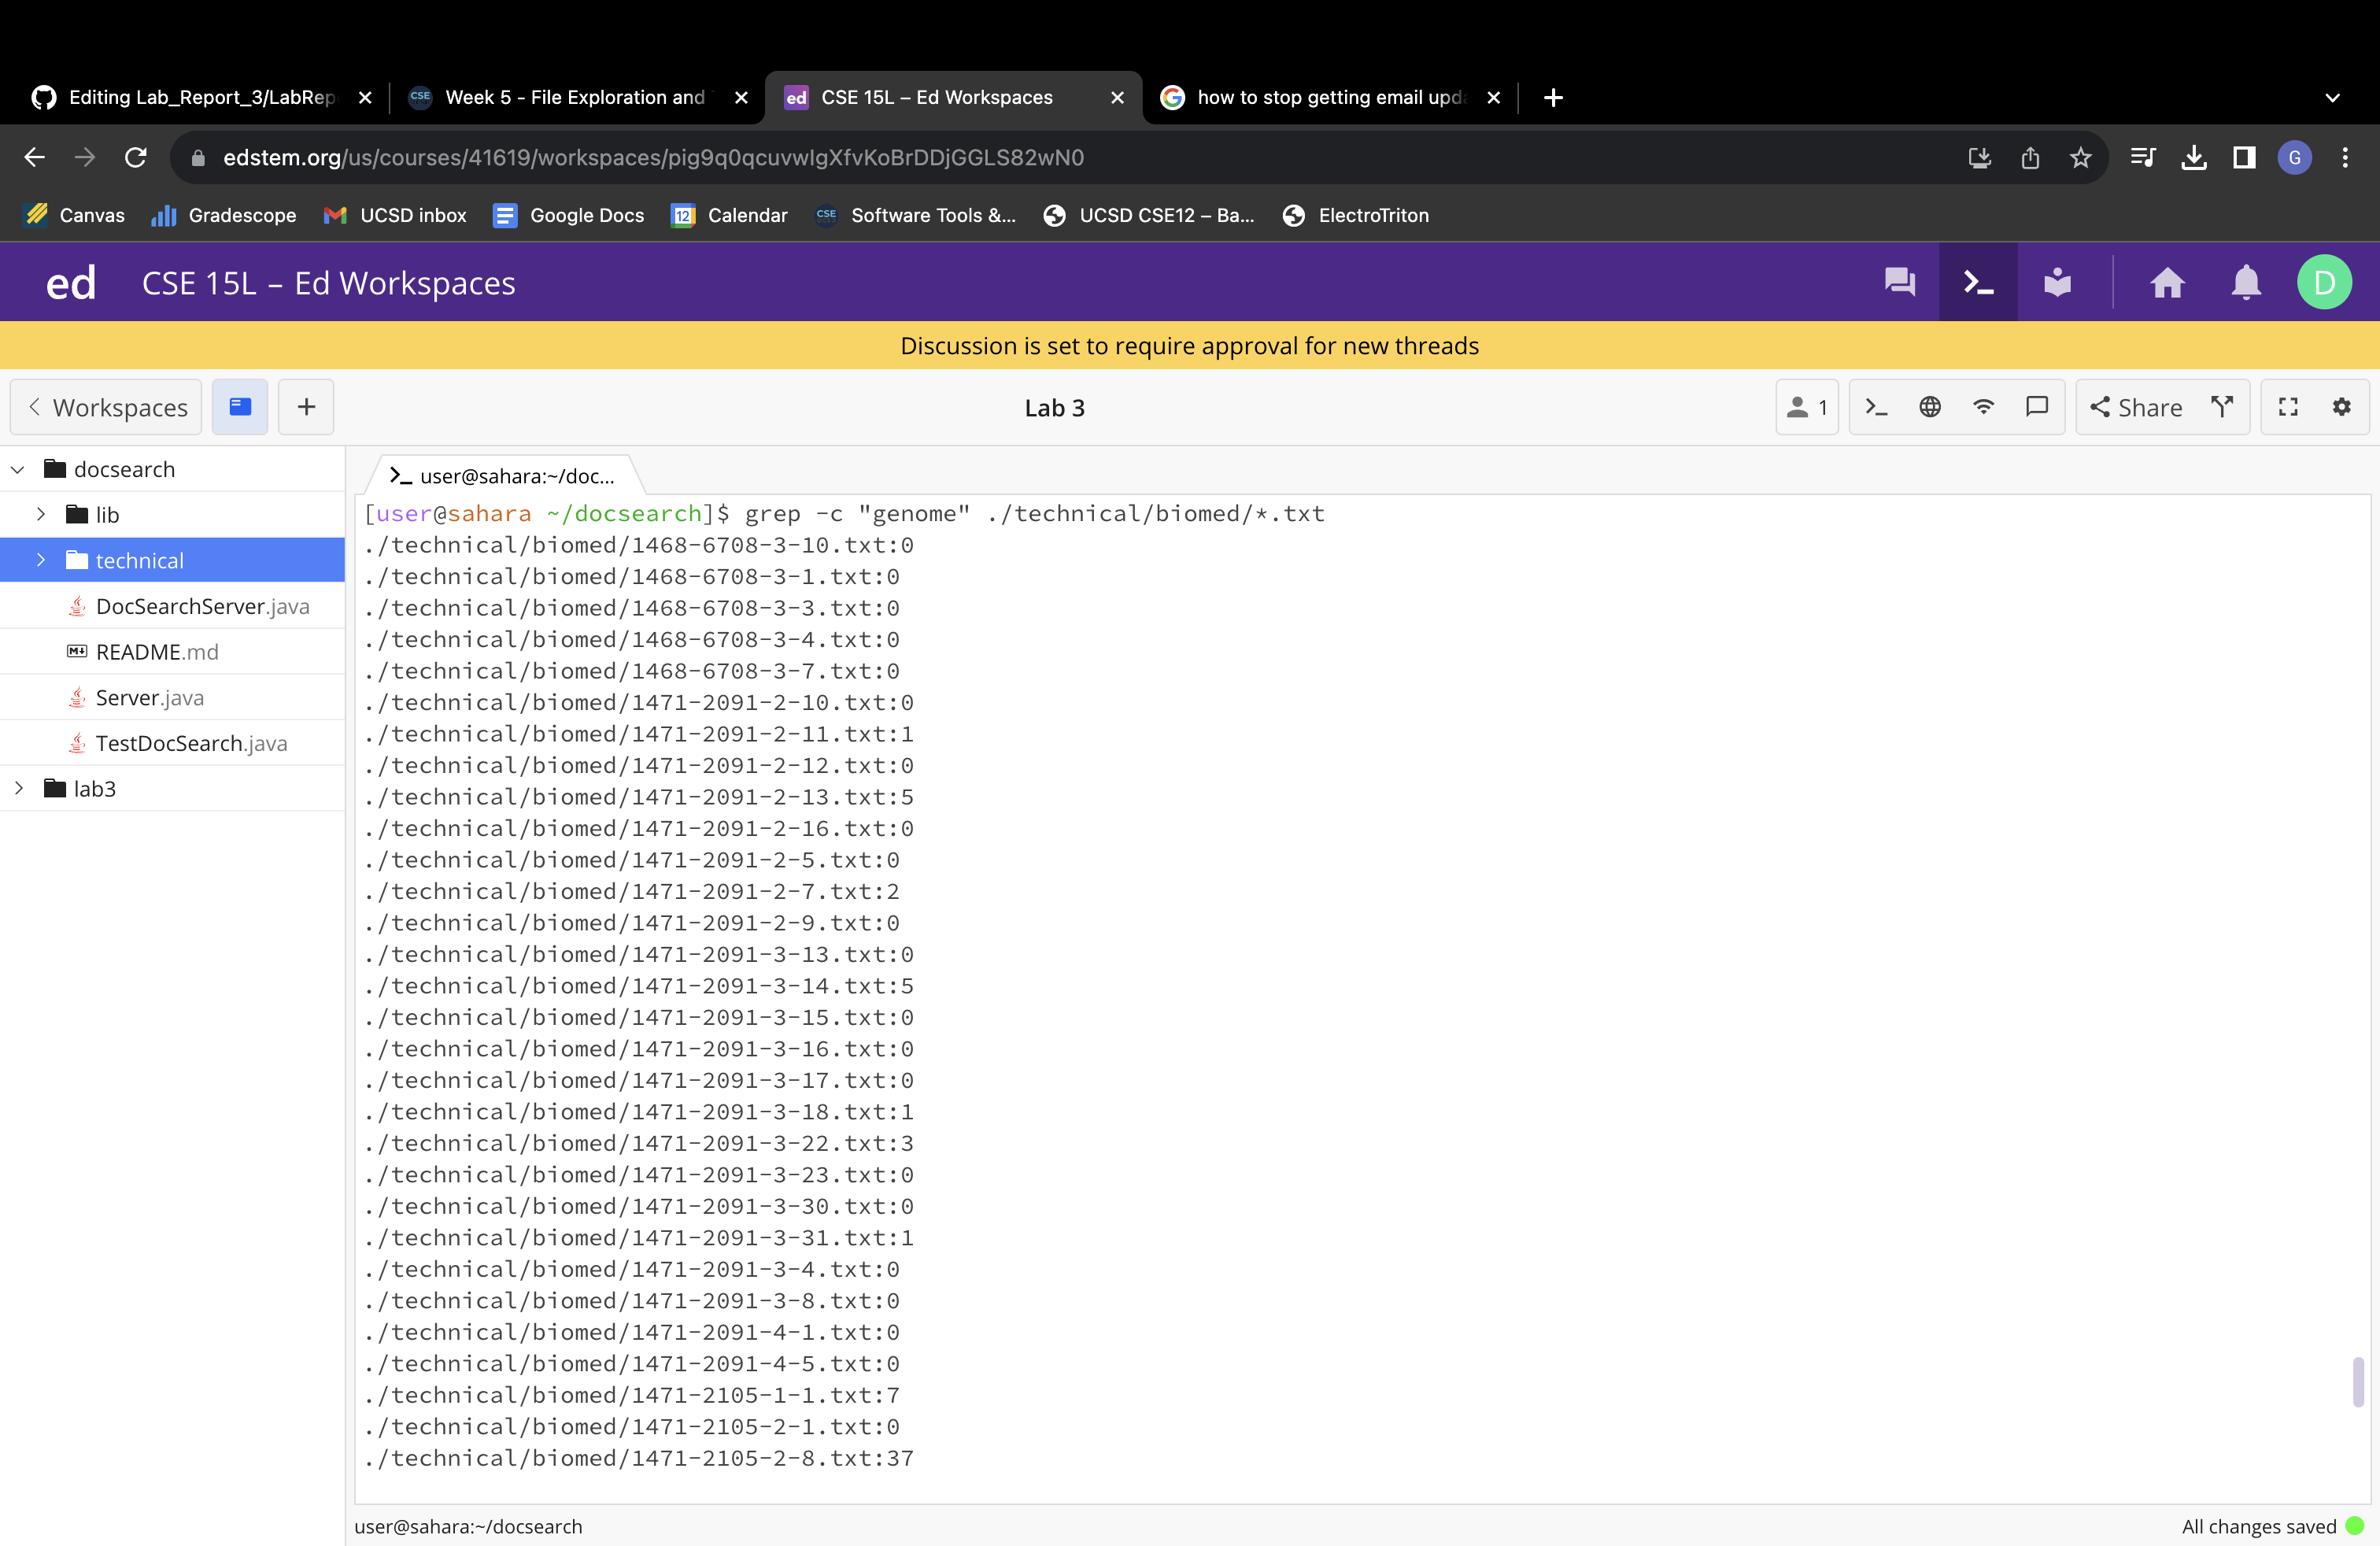 Editing Lab_Report_3/LabRep
Week 5 - File Exploration and
CSE 15L – Ed Workspaces
how to stop getting email upd
edstem.org/us/courses/41619/workspaces/pig9q0qcuvwIgXfvKoBrDDjGGLS82wN0
G
Canvas
Gradescope
UCSD inbox
Google Docs
12
Calendar
CSE
Software Tools &...
UCSD CSE12 – Ba...
ElectroTriton
ed
CSE 15L – Ed Workspaces
D
Discussion is set to require approval for new threads
Workspaces
Lab 3
1
Share
docsearch
lib
technical
DocSearchServer.java
README.md
Server.java
TestDocSearch.java
lab3
user@sahara:~/doc...
[user@sahara ~/docsearch]$ grep -c "genome" ./technical/biomed/*.txt
./technical/biomed/1468-6708-3-10.txt:0
./technical/biomed/1468-6708-3-1.txt:0
./technical/biomed/1468-6708-3-3.txt:0
./technical/biomed/1468-6708-3-4.txt:0
./technical/biomed/1468-6708-3-7.txt:0
./technical/biomed/1471-2091-2-10.txt:0
./technical/biomed/1471-2091-2-11.txt:1
./technical/biomed/1471-2091-2-12.txt:0
./technical/biomed/1471-2091-2-13.txt:5
./technical/biomed/1471-2091-2-16.txt:0
./technical/biomed/1471-2091-2-5.txt:0
./technical/biomed/1471-2091-2-7.txt:2
./technical/biomed/1471-2091-2-9.txt:0
./technical/biomed/1471-2091-3-13.txt:0
./technical/biomed/1471-2091-3-14.txt:5
./technical/biomed/1471-2091-3-15.txt:0
./technical/biomed/1471-2091-3-16.txt:0
./technical/biomed/1471-2091-3-17.txt:0
./technical/biomed/1471-2091-3-18.txt:1
./technical/biomed/1471-2091-3-22.txt:3
./technical/biomed/1471-2091-3-23.txt:0
./technical/biomed/1471-2091-3-30.txt:0
./technical/biomed/1471-2091-3-31.txt:1
./technical/biomed/1471-2091-3-4.txt:0
./technical/biomed/1471-2091-3-8.txt:0
./technical/biomed/1471-2091-4-1.txt:0
./technical/biomed/1471-2091-4-5.txt:0
./technical/biomed/1471-2105-1-1.txt:7
./technical/biomed/1471-2105-2-1.txt:0
./technical/biomed/1471-2105-2-8.txt:37
user@sahara:~/docsearch
All changes saved